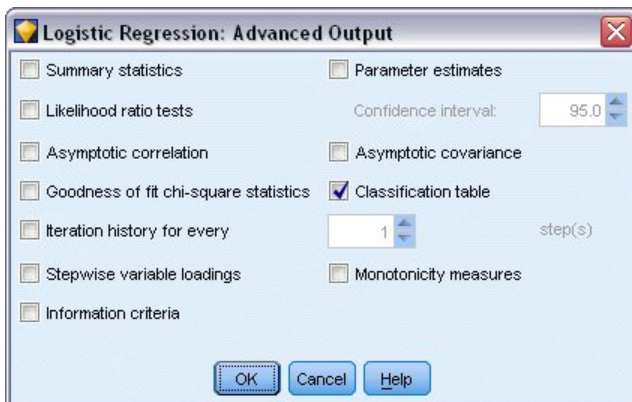 Logistic Regression: Advanced Output
Summary statistics Parameter estimates
Likelihood ratio tests Confidence interval: 95.0
Asymptotic correlation Asymptotic covariance
Goodness of fit chi-square statistics Classification table
Iteration history for every 1 step(s)
Stepwise variable loadings Monotonicity measures
Information criteria
OK Cancel Help